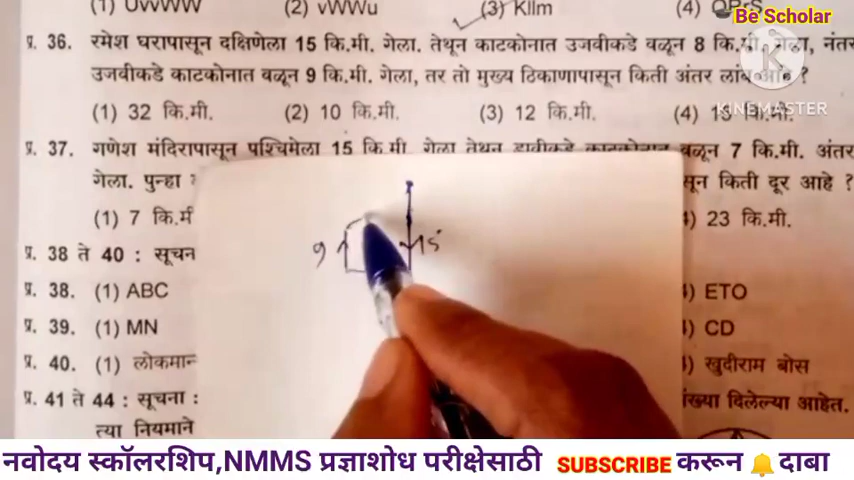 (1) UvvWW (2) vWWu (3) Kllm (4)
Be Scholar
प्र. 36. रमेश घरापासून दक्षिणेला 15 कि.मी. गेला. तेथून काटकोनात उजवीकडे वळून 8 कि.मी. गेला, नंतर
उजवीकडे काटकोनात वळून 9 कि.मी. गेला, तर तो मुख्य ठिकाणापासून किती अंतर लांब आहे ?
KINEMASTER
(1) 32 कि.मी. (2) 10 कि.मी. (3) 12 कि.मी. (4) 15 कि.मी.
प्र. 37. गणेश मंदिरापासून पश्चिमेला 15 कि.मी. गेला तेथून डावीकडे काटकोनात वळून 7 कि.मी. अंतर
गेला. पुन्हा सून किती दूर आहे ?
(1) 7 कि.मी 4) 23 कि.मी.
9 15
प्र. 38 ते 40 : सूचन
प्र. 38. (1) ABC 4) ETO
प्र. 39. (1) MN 4) CD
प्र. 40. (1) लोकमान 4) खुदीराम बोस
प्र. 41 ते 44 : सूचना : संख्या दिलेल्या आहेत.
त्या नियमाने
नवोदय स्कॉलरशिप,NMMS प्रज्ञाशोध परीक्षेसाठी SUBSCRIBE करून दाबा